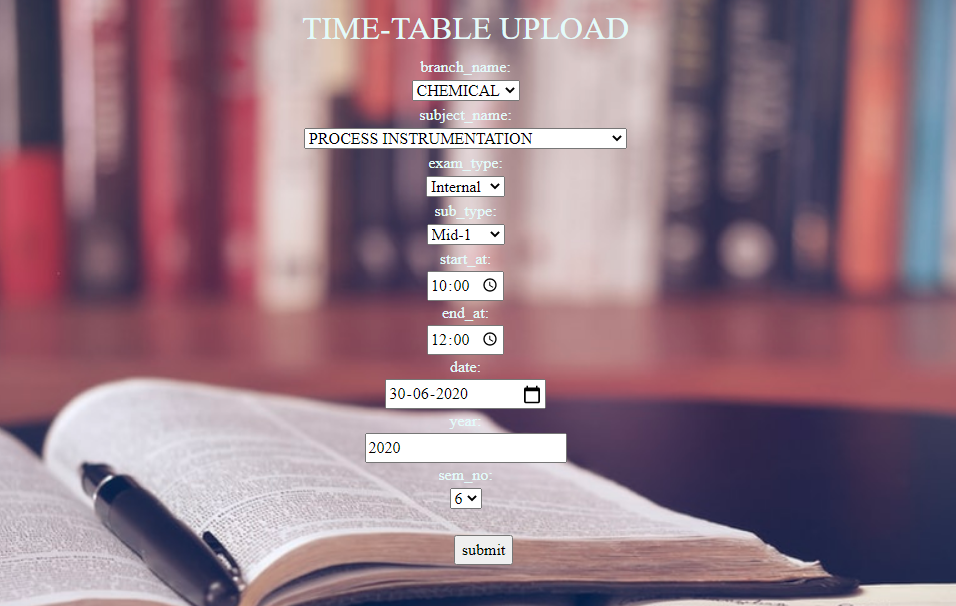 TIME-TABLE UPLOAD
branch_name:
CHEMICAL
subject_name:
PROCESS INSTRUMENTATION
exam_type:
Internal
sub_type:
Mid-1
start_at:
10:00
end_at:
12:00
date:
30-06-2020
year:
2020
sem_no:
6
submit